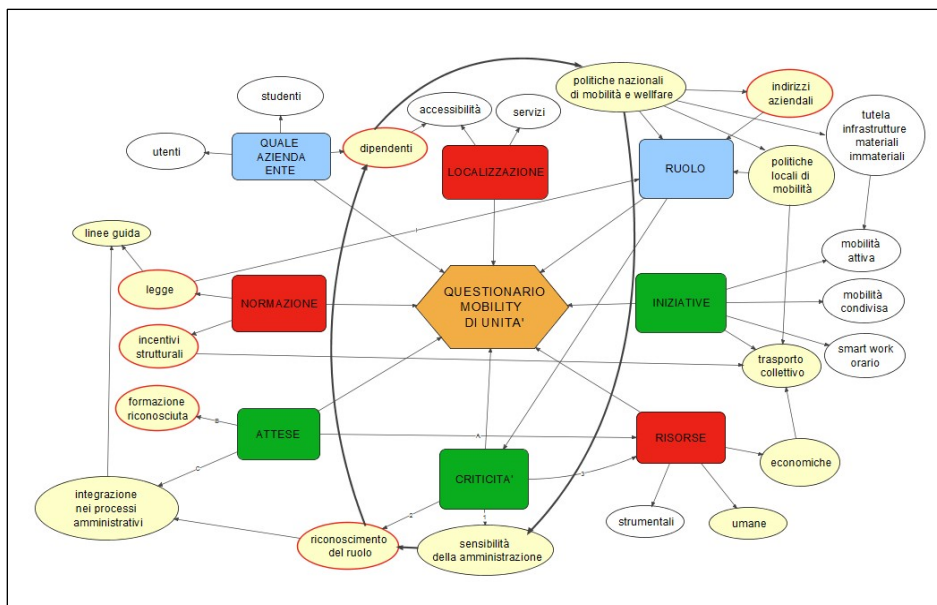 studenti
accessibilità
servizi
politiche nazionali
di mobilità e wellfare
indirizzi
aziendali
tutela
infrastrutture
materiali
immateriali
utenti
QUALE
AZIENDA
ENTE
dipendenti
LOCALIZZAZIONE
RUOLO
politiche
locali di
mobilità
linee guida
legge
NORMAZIONE
QUESTIONARIO
MOBILITY
DI UNITA'
INIZIATIVE
mobilità
attiva
mobilità
condivisa
incentivi
strutturali
smart work
orario
trasporto
collettivo
formazione
riconosciuta
B
ATTESE
A
RISORSE
C
CRITICITA'
3
economiche
integrazione
nei processi
amministrativi
2
1
strumentali
umane
riconoscimento
del ruolo
sensibilità
della amministrazione